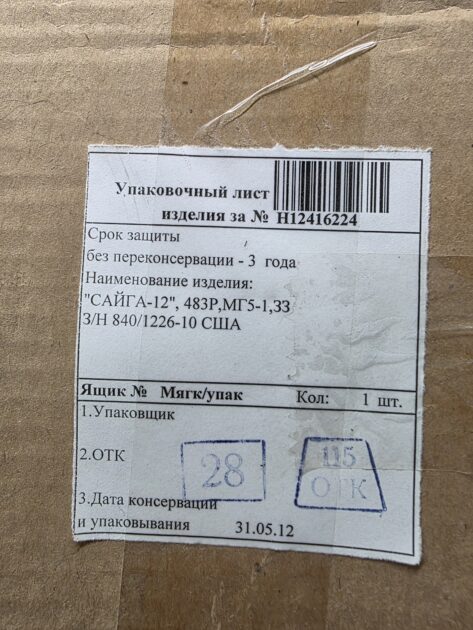 Упаковочный лист
изделия за № Н12416224
Срок защиты
без переконсервации - 3 года
Наименование изделия:
"САЙГА-12", 483Р,МГ5-1,ЗЗ
З/Н 840/1226-10 США
Ящик № Мягк/упак Кол: 1 шт.
1.Упаковщик
2.ОТК
28
115
ОТК
3.Дата консервации
и упаковывания 31.05.12